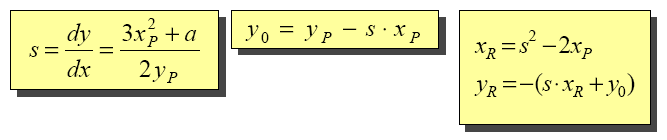 s = dy/dx = (3x_P^2 + a)/(2y_P)
y_0 = y_P − s · x_P
x_R = s^2 − 2x_P
y_R = −(s · x_R + y_0)